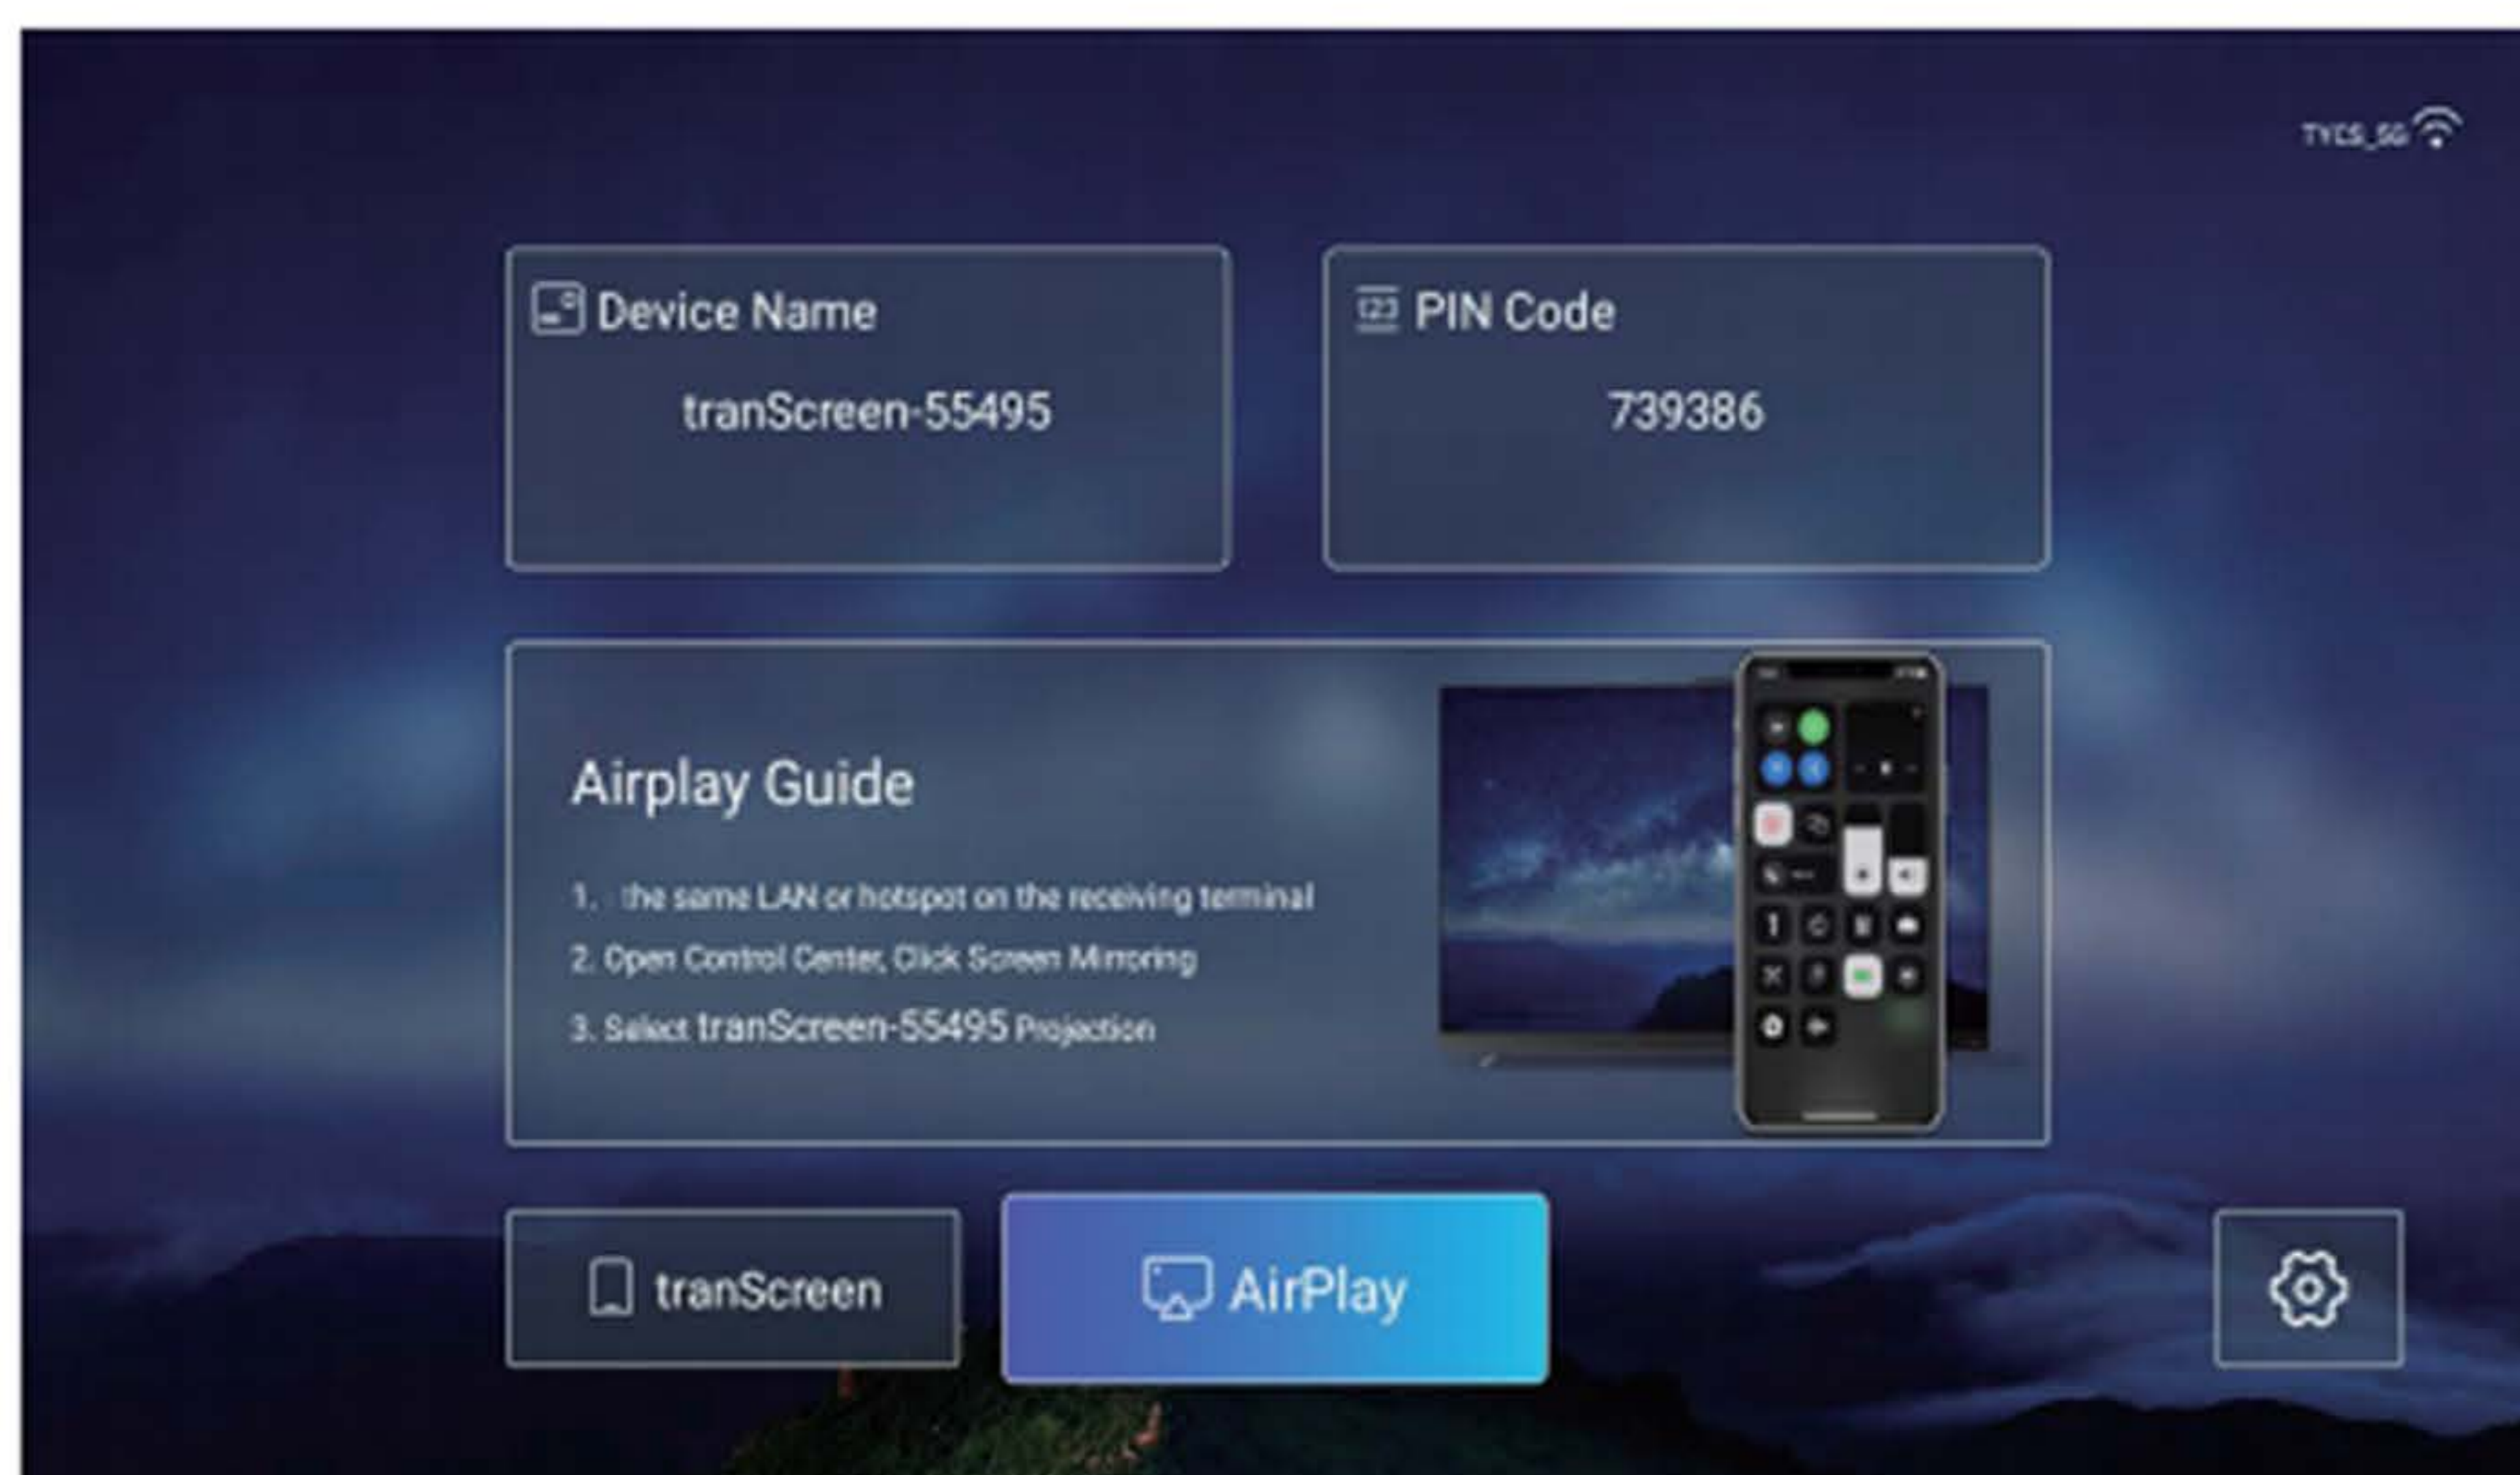 TYCS_5G
Device Name
tranScreen-55495
123 PIN Code
739386
Airplay Guide
1. the same LAN or hotspot on the receiving terminal
2. Open Control Center, Click Screen Mirroring
3. Select tranScreen-55495 Projection
tranScreen
AirPlay